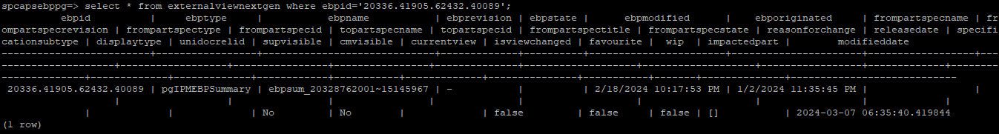 spcapsebppg=> select * from externalviewnextgen where ebpid='20336.41905.62432.40089';
ebpid | ebptype | ebpname | ebprevision | ebpstate | ebpmodified | ebporiginated | frompartspecname | fr
ompartspecrevision | frompartspectype | frompartspecid | topartspecname | topartspecid | frompartspectitle | frompartspecstate | reasonforchange | releasedate | specifi
cationsubtype | displaytype | unidocrelid | supvisible | cmvisible | currentview | isviewchanged | favourite | wip | impactedpart | modifieddate
---------------------------+-------------------+--------------------------------+--------------+-----------+-------------------------+------------------------+--------------------+---
--------------------+------------------+----------------+----------------+--------------+-------------------+-------------------+-----------------+-------------+--------
---------------+-------------+-------------+------------+-----------+-------------+---------------+-----------+-------+--------------+------------------------------
20336.41905.62432.40089 | pgIPMEBPSummary | ebpsum_20328762001~15145967 | - | | 2/18/2024 10:17:53 PM | 1/2/2024 11:35:45 PM | |
| | | | | | | |
| | | No | No | | false | false | false | [] | 2024-03-07 06:35:40.419844
(1 row)